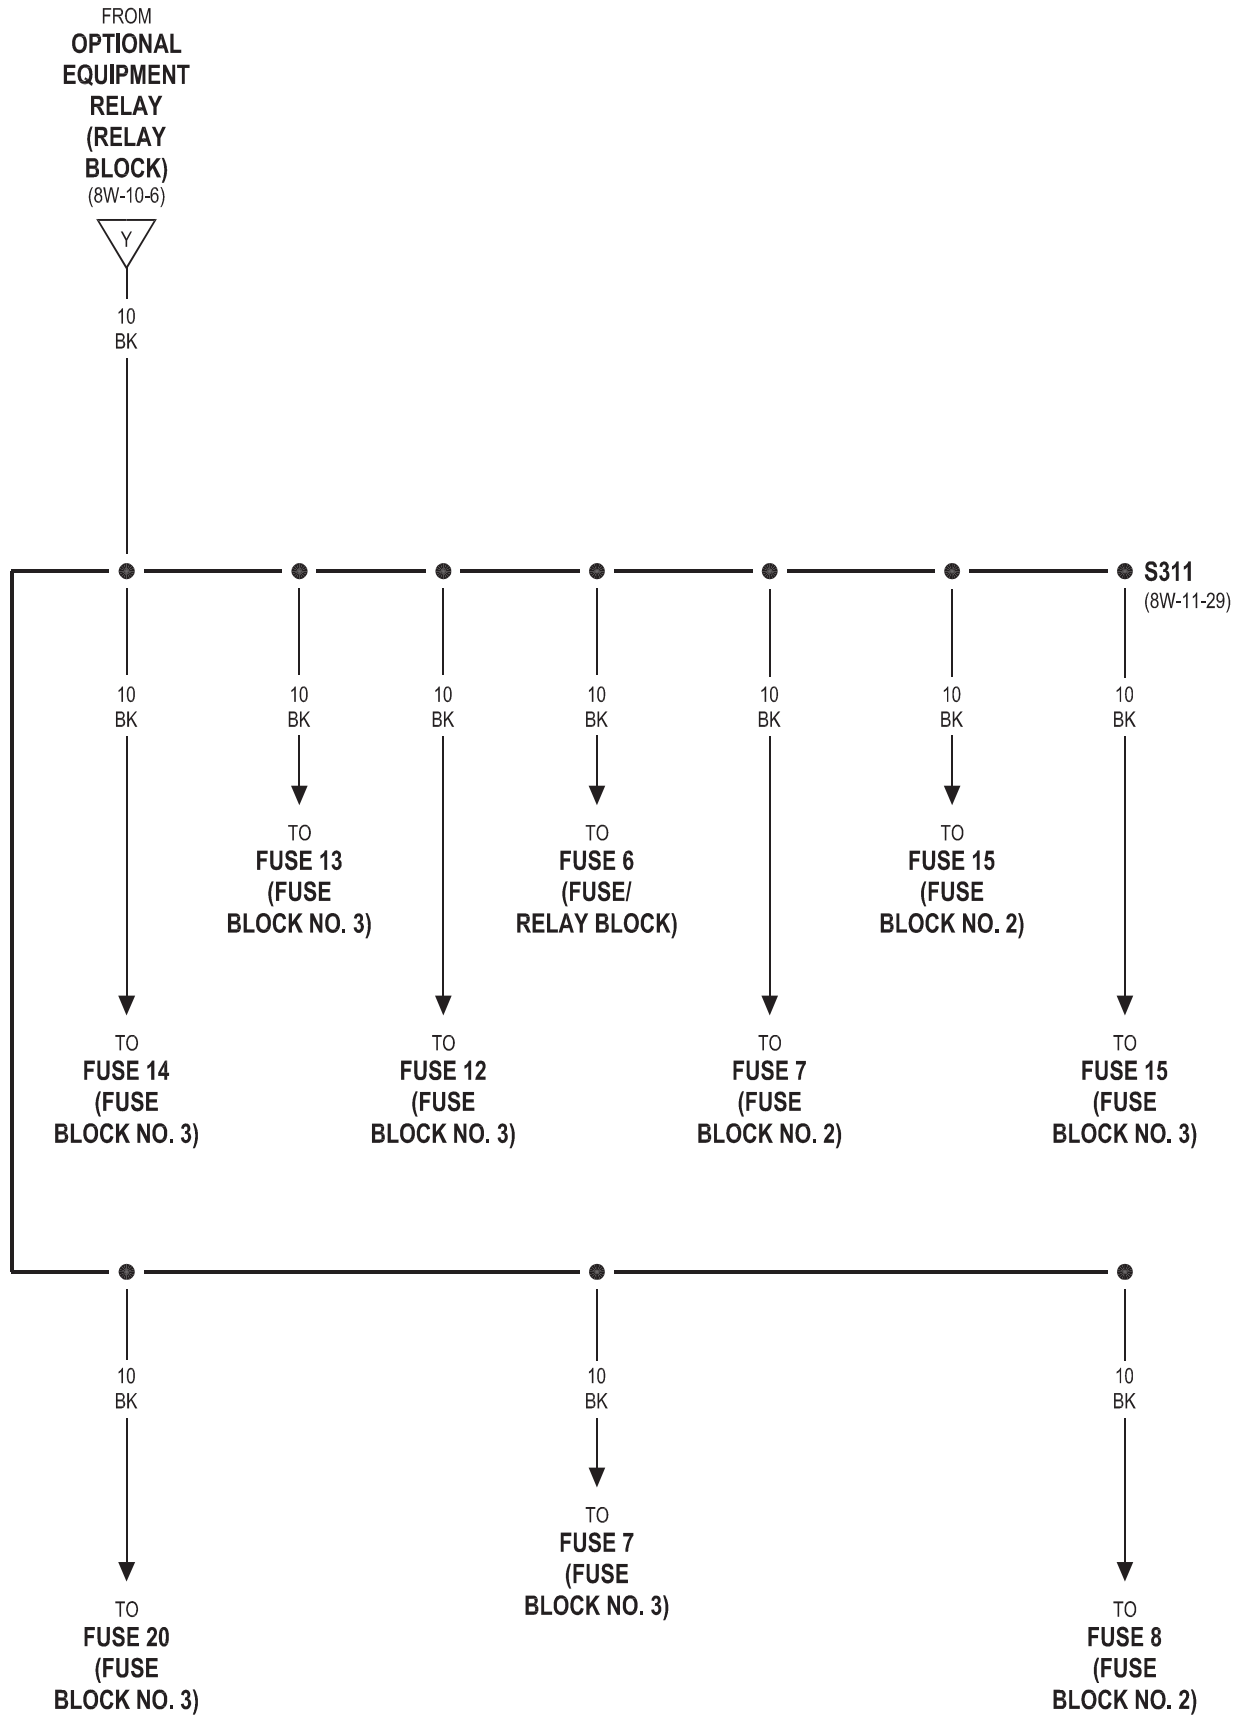 FROM
OPTIONAL
EQUIPMENT
RELAY
(RELAY
BLOCK)
(8W-10-6)
Y
10
BK
S311
(8W-11-29)
10
BK
10
BK
10
BK
10
BK
10
BK
10
BK
10
BK
TO
FUSE 13
(FUSE
BLOCK NO. 3)
TO
FUSE 6
(FUSE/
RELAY BLOCK)
TO
FUSE 15
(FUSE
BLOCK NO. 2)
TO
FUSE 14
(FUSE
BLOCK NO. 3)
TO
FUSE 12
(FUSE
BLOCK NO. 3)
TO
FUSE 7
(FUSE
BLOCK NO. 2)
TO
FUSE 15
(FUSE
BLOCK NO. 3)
10
BK
10
BK
10
BK
TO
FUSE 7
(FUSE
BLOCK NO. 3)
TO
FUSE 20
(FUSE
BLOCK NO. 3)
TO
FUSE 8
(FUSE
BLOCK NO. 2)